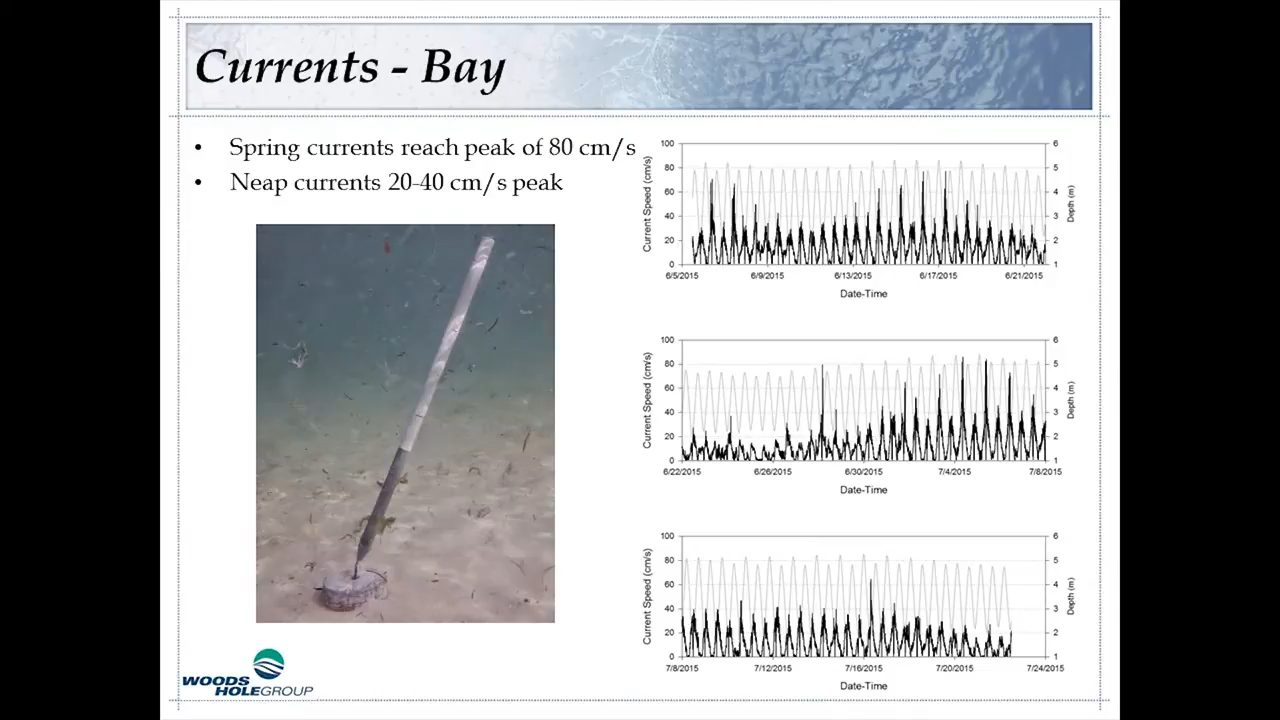 Currents - Bay
• Spring currents reach peak of 80 cm/s
• Neap currents 20-40 cm/s peak
100
80
60
40
20
0
Current Speed (cm/s)
6
5
4
3
2
1
Depth (m)
6/5/2015 6/9/2015 6/13/2015 6/17/2015 6/21/2015
Date-Time
100
80
60
40
20
0
Current Speed (cm/s)
6
5
4
3
2
1
Depth (m)
6/22/2015 6/26/2015 6/30/2015 7/4/2015 7/8/2015
Date-Time
100
80
60
40
20
0
Current Speed (cm/s)
6
5
4
3
2
1
Depth (m)
7/8/2015 7/12/2015 7/16/2015 7/20/2015 7/24/2015
Date-Time
WOODS
HOLEGROUP